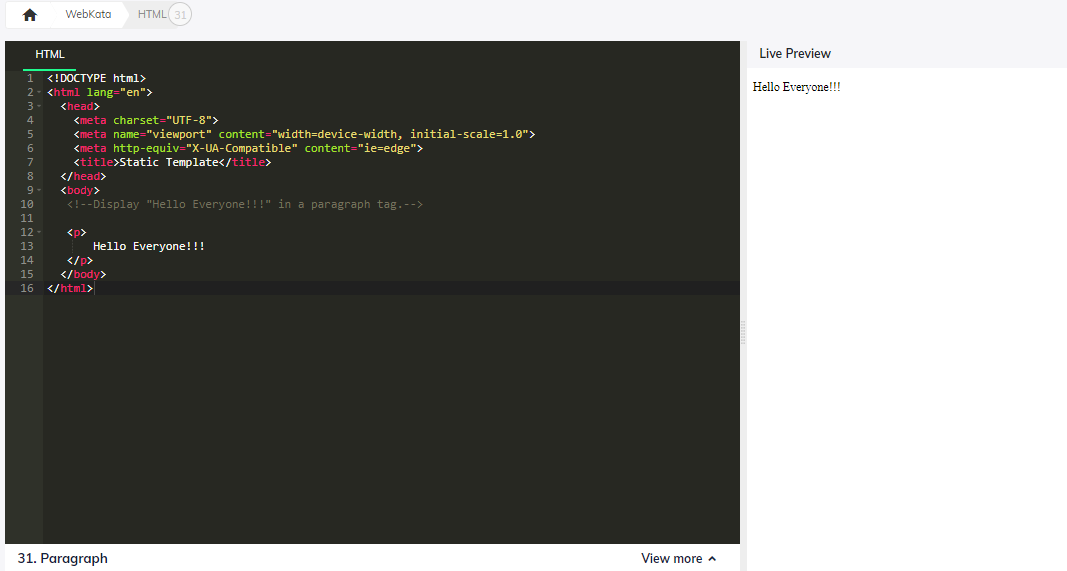 WebKata HTML 31
HTML
Live Preview
1 <!DOCTYPE html>
2 <html lang="en">
3 <head>
4 <meta charset="UTF-8">
5 <meta name="viewport" content="width=device-width, initial-scale=1.0">
6 <meta http-equiv="X-UA-Compatible" content="ie=edge">
7 <title>Static Template</title>
8 </head>
9 <body>
10 <!--Display "Hello Everyone!!!" in a paragraph tag.-->
11
12 <p>
13 Hello Everyone!!!
14 </p>
15 </body>
16 </html>
Hello Everyone!!!
31. Paragraph
View more